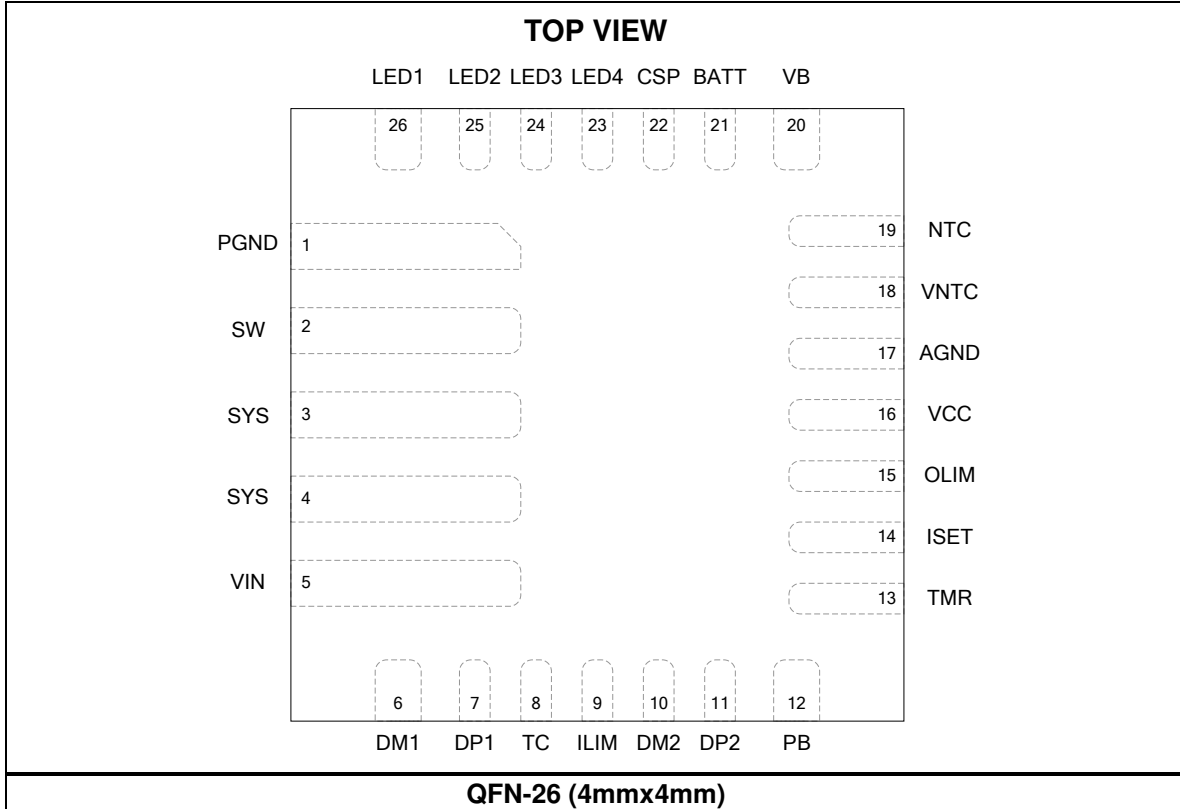 TOP VIEW
LED1 LED2 LED3 LED4 CSP BATT VB
26 25 24 23 22 21 20
PGND 1
19 NTC
18 VNTC
SW 2
17 AGND
SYS 3
16 VCC
15 OLIM
SYS 4
14 ISET
VIN 5
13 TMR
6 7 8 9 10 11 12
DM1 DP1 TC ILIM DM2 DP2 PB
QFN-26 (4mmx4mm)